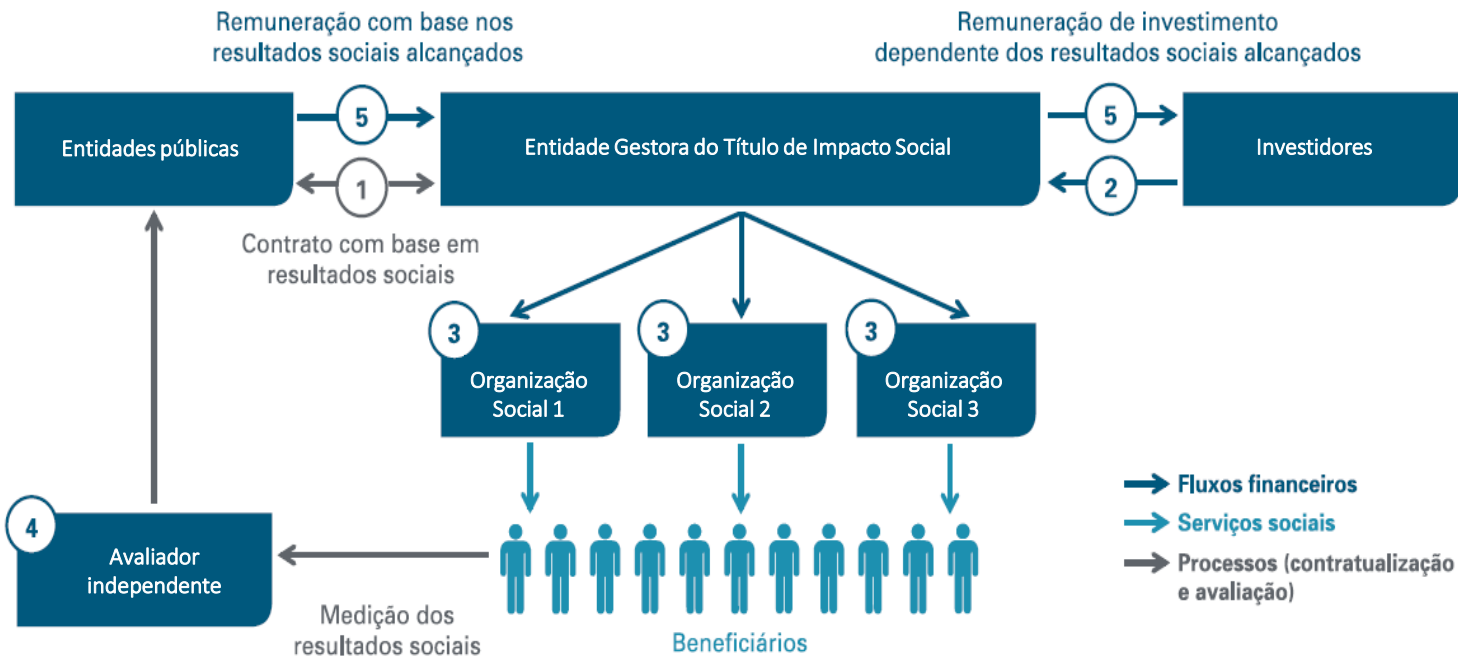 Remuneração com base nos
resultados sociais alcançados
Remuneração de investimento
dependente dos resultados sociais alcançados
Entidades públicas
5
1
Entidade Gestora do Título de Impacto Social
5
2
Investidores
Contrato com base em
resultados sociais
3
Organização
Social 1
3
Organização
Social 2
3
Organização
Social 3
4
Avaliador
independente
Medição dos
resultados sociais
Beneficiários
Fluxos financeiros
Serviços sociais
Processos (contratualização
e avaliação)